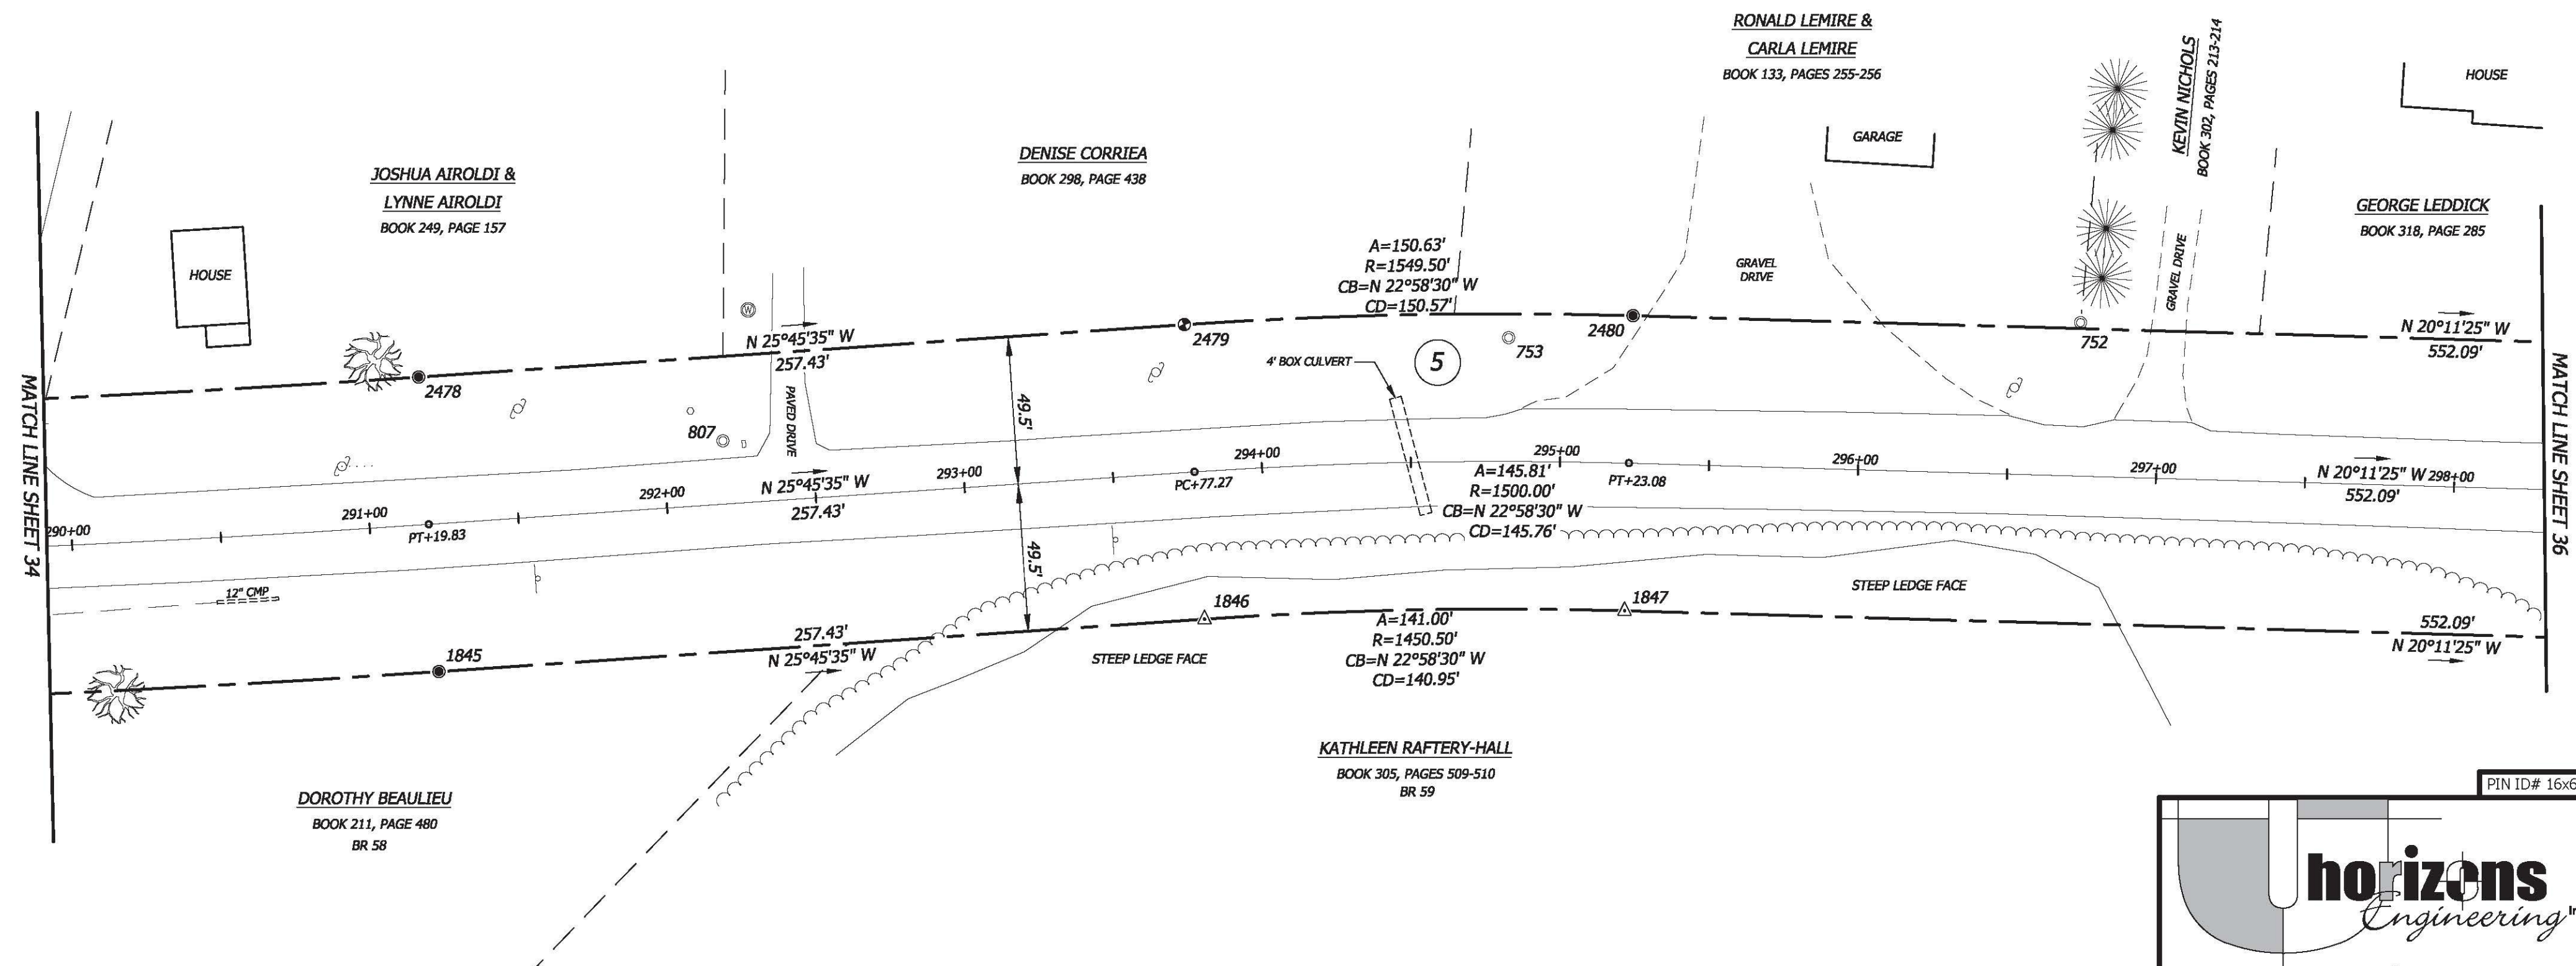 RONALD LEMIRE &
CARLA LEMIRE
BOOK 133, PAGES 255-256
KEVIN NICHOLS
BOOK 302, PAGES 213-214
HOUSE
GARAGE
JOSHUA AIROLDI &
LYNNE AIROLDI
BOOK 249, PAGE 157
DENISE CORRIEA
BOOK 298, PAGE 438
GEORGE LEDDICK
BOOK 318, PAGE 285
HOUSE
A=150.63'
R=1549.50'
CB=N 22°58'30" W
CD=150.57'
GRAVEL
DRIVE
GRAVEL DRIVE
W
N 25°45'35" W
257.43'
2478
2479
2480
753
752
N 20°11'25" W
552.09'
4' BOX CULVERT
5
MATCH LINE SHEET 34
MATCH LINE SHEET 36
807
PAVED DRIVE
49.5'
49.5'
290+00
291+00
PT+19.83
292+00
N 25°45'35" W
257.43'
293+00
PC+77.27
294+00
295+00
A=145.81'
R=1500.00'
CB=N 22°58'30" W
CD=145.76'
PT+23.08
296+00
297+00
N 20°11'25" W
552.09'
298+00
12" CMP
STEEP LEDGE FACE
1845
257.43'
N 25°45'35" W
1846
STEEP LEDGE FACE
A=141.00'
R=1450.50'
CB=N 22°58'30" W
CD=140.95'
1847
552.09'
N 20°11'25" W
KATHLEEN RAFTERY-HALL
BOOK 305, PAGES 509-510
BR 59
DOROTHY BEAULIEU
BOOK 211, PAGE 480
BR 58
PIN ID# 16x6
horizons
Engineering